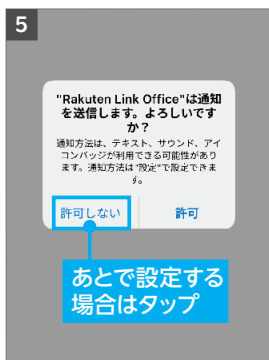 5
"Rakuten Link Office"は通知
を送信します。よろしいです
か？
通知方法は、テキスト、サウンド、アイ
コンバッジが利用できる可能性があり
ます。通知方法は"設定"で設定できま
す。
許可しない
許可
あとで設定する
場合はタップ